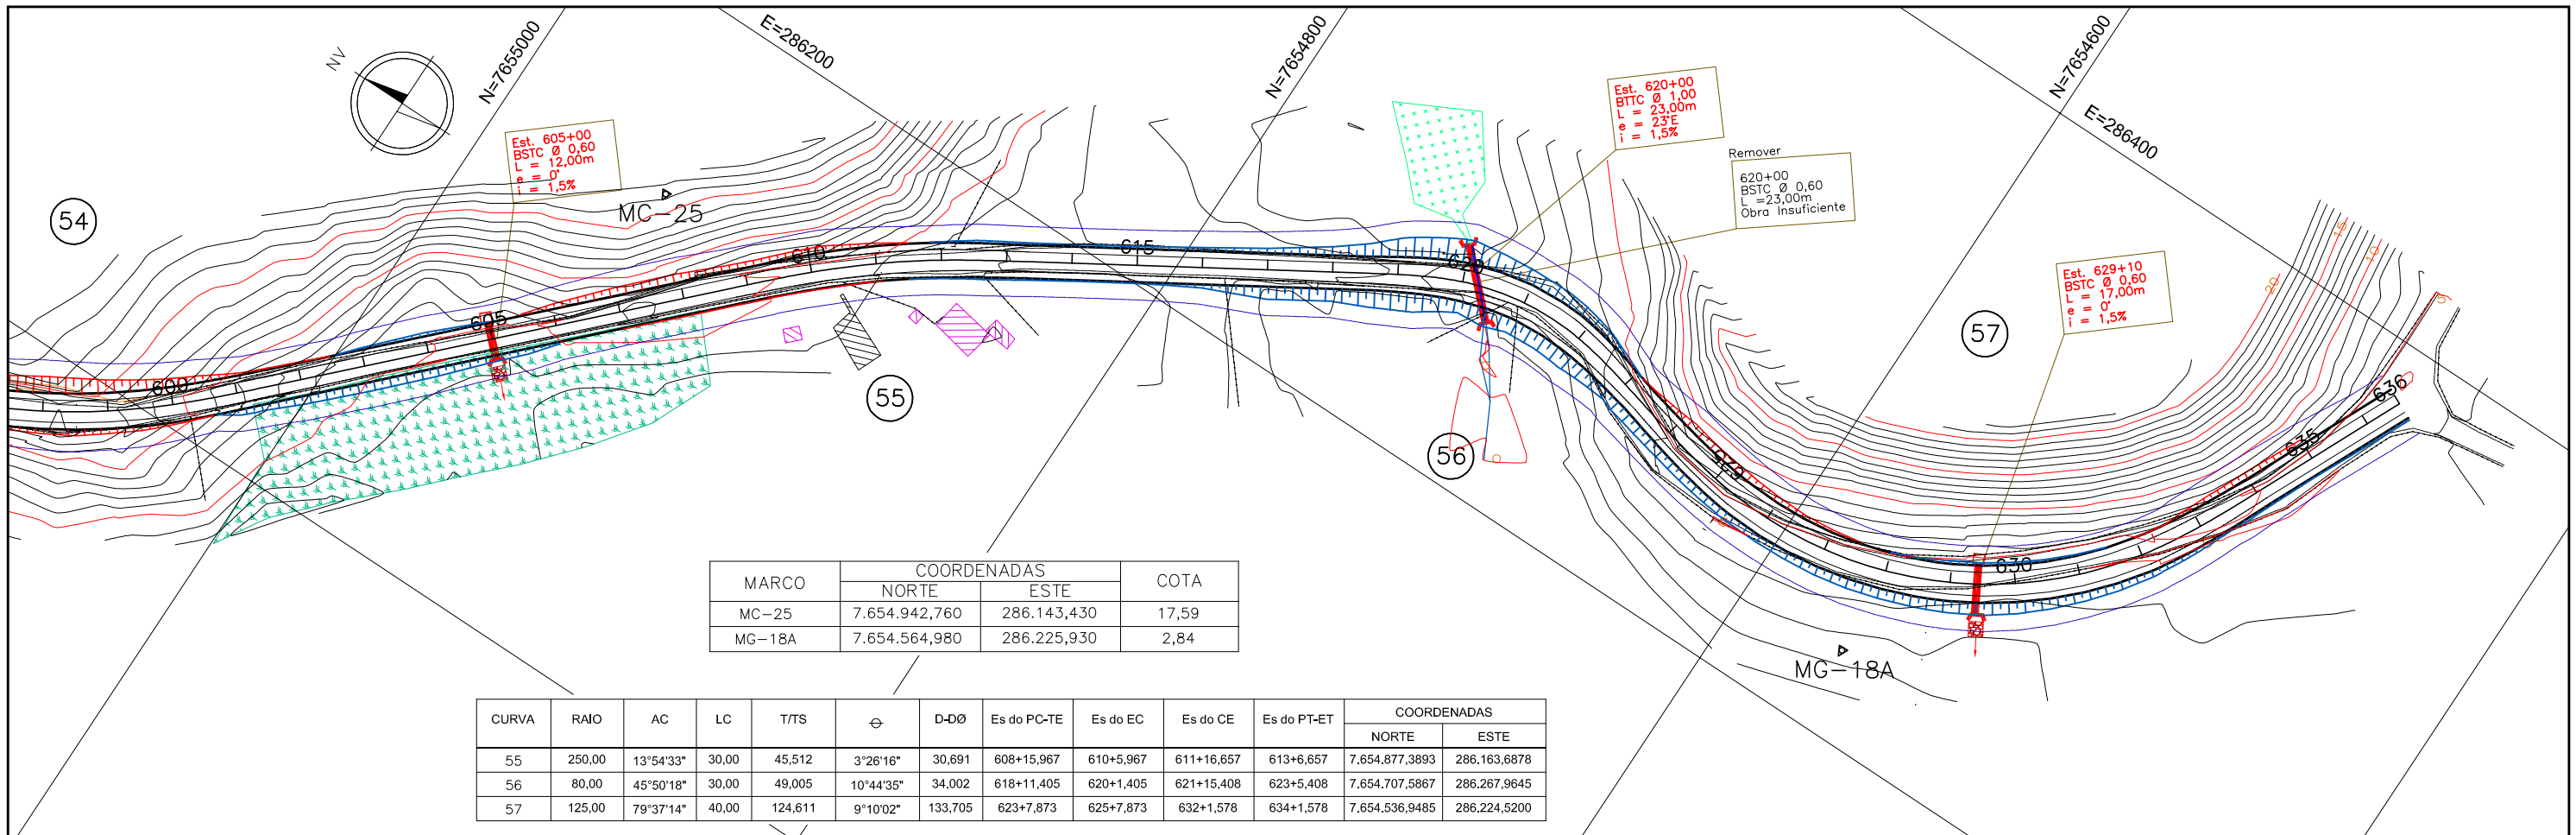 NV
N=7655000
E=286200
N=7654800
N=7654600
E=286400
Est. 605+00
BSTC Ø 0,60
L = 12,00m
e = 0°
i = 1,5%
Est. 620+00
BTTC Ø 1,00
L = 23,00m
e = 23°E
i = 1,5%
Remover
620+00
BSTC Ø 0,60
L =23,00m
Obra Insuficiente
Est. 629+10
BSTC Ø 0,60
L = 17,00m
e = 0°
i = 1,5%
54
MC-25
55
56
57
MG-18A
600
605
610
615
620
625
630
635
636
20
15
10
5
MARCO COORDENADAS COTA
NORTE ESTE
MC-25 7.654.942,760 286.143,430 17,59
MG-18A 7.654.564,980 286.225,930 2,84
CURVA RAIO AC LC T/TS ⊖ D-DØ Es do PC-TE Es do EC Es do CE Es do PT-ET COORDENADAS
NORTE ESTE
55 250,00 13°54'33" 30,00 45,512 3°26'16" 30,691 608+15,967 610+5,967 611+16,657 613+6,657 7,654.877,3893 286.163,6878
56 80,00 45°50'18" 30,00 49,005 10°44'35" 34,002 618+11,405 620+1,405 621+15,408 623+5,408 7,654.707,5867 286.267,9645
57 125,00 79°37'14" 40,00 124,611 9°10'02" 133,705 623+7,873 625+7,873 632+1,578 634+1,578 7,654.536,9485 286.224,5200